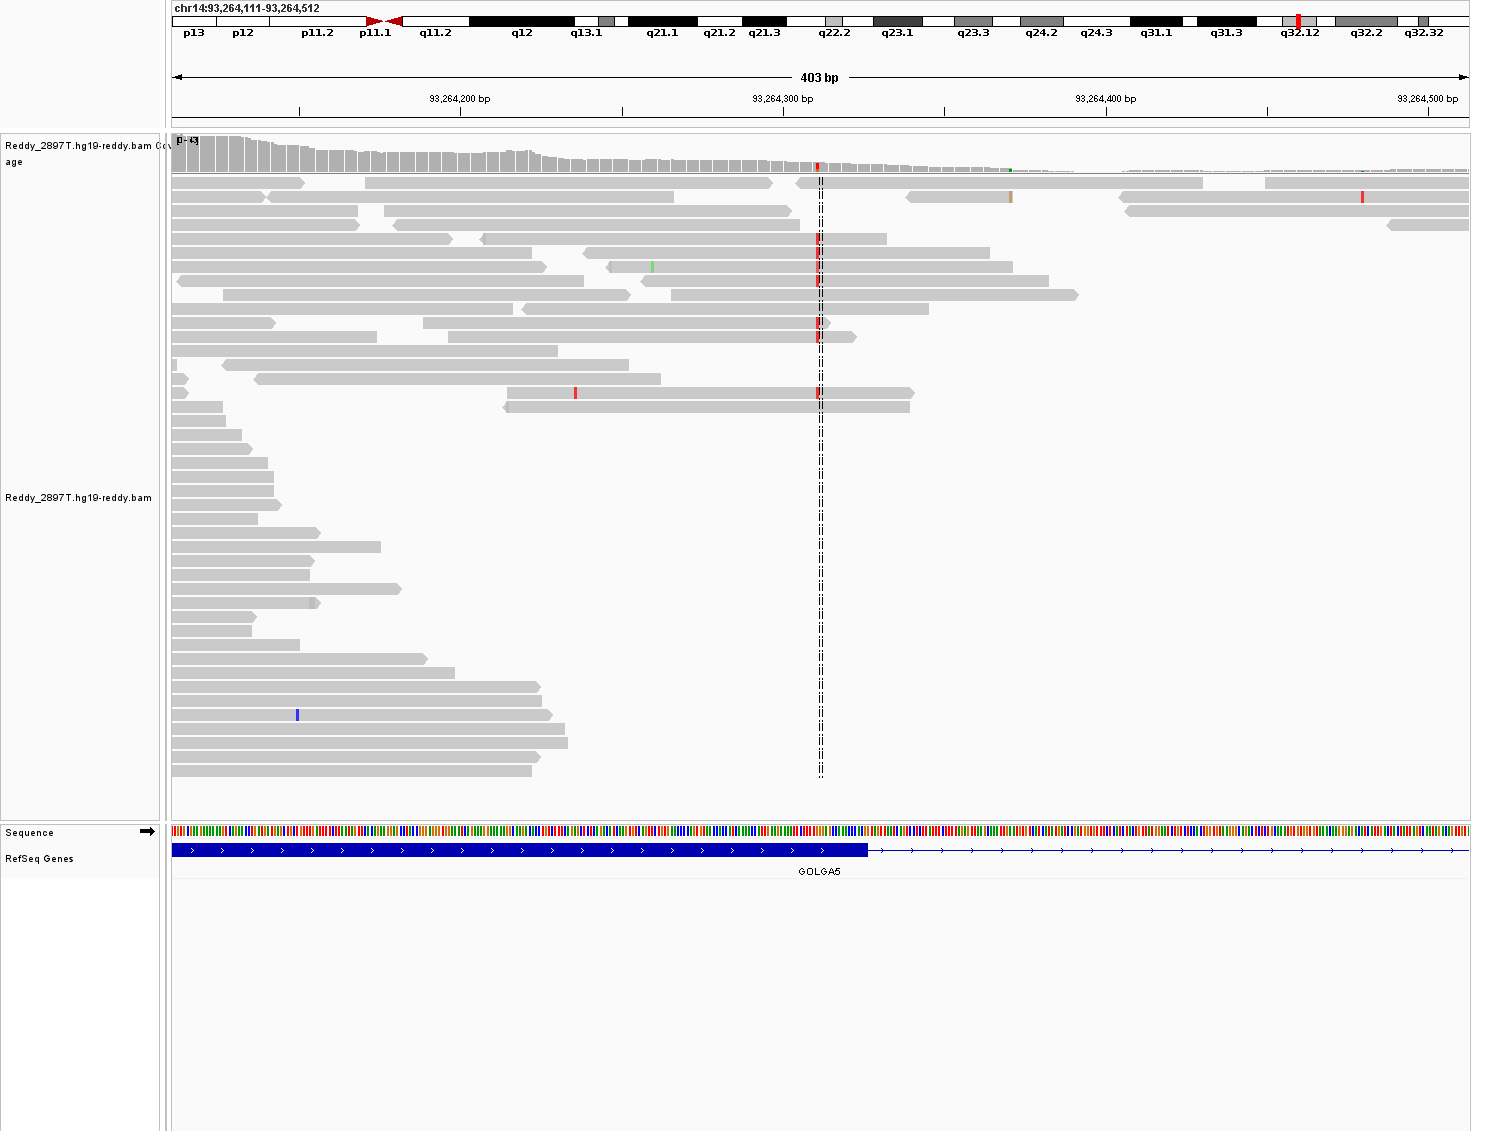 chr14:93,264,111-93,264,512
p13 p12 p11.2 p11.1 q11.2 q12 q13.1 q21.1 q21.2 q21.3 q22.2 q23.1 q23.3 q24.2 q24.3 q31.1 q31.3 q32.12 q32.2 q32.32
403 bp
93,264,200 bp 93,264,300 bp 93,264,400 bp 93,264,500 bp
Reddy_2897T.hg19-reddy.bam Cov
age
Reddy_2897T.hg19-reddy.bam
Sequence
RefSeq Genes
GOLGA5